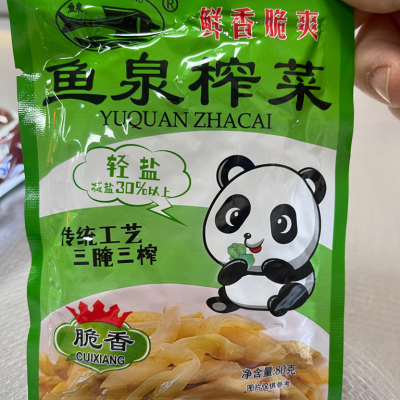 鲜香脆爽
®
鱼泉榨菜
YUQUAN ZHACAI
轻盐
减盐30%以上
传统工艺
三腌三榨
脆香
CUIXIANG
净含量:80克
图片仅供参考